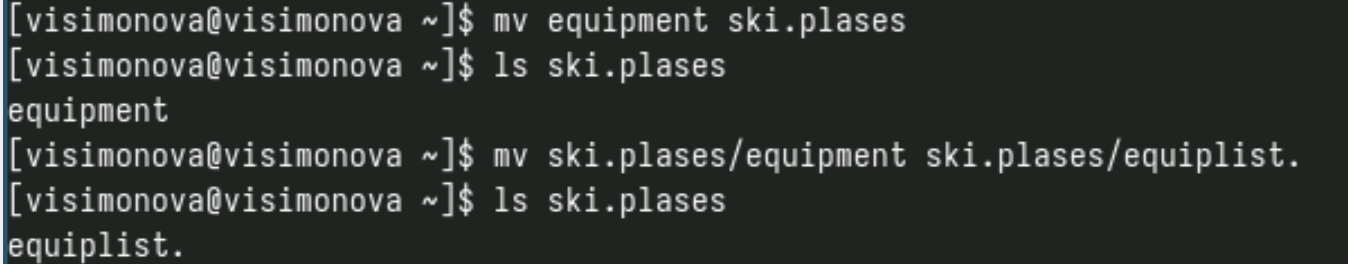 [visimonova@visimonova ~]$ mv equipment ski.plases
[visimonova@visimonova ~]$ ls ski.plases
equipment
[visimonova@visimonova ~]$ mv ski.plases/equipment ski.plases/equiplist.
[visimonova@visimonova ~]$ ls ski.plases
equiplist.